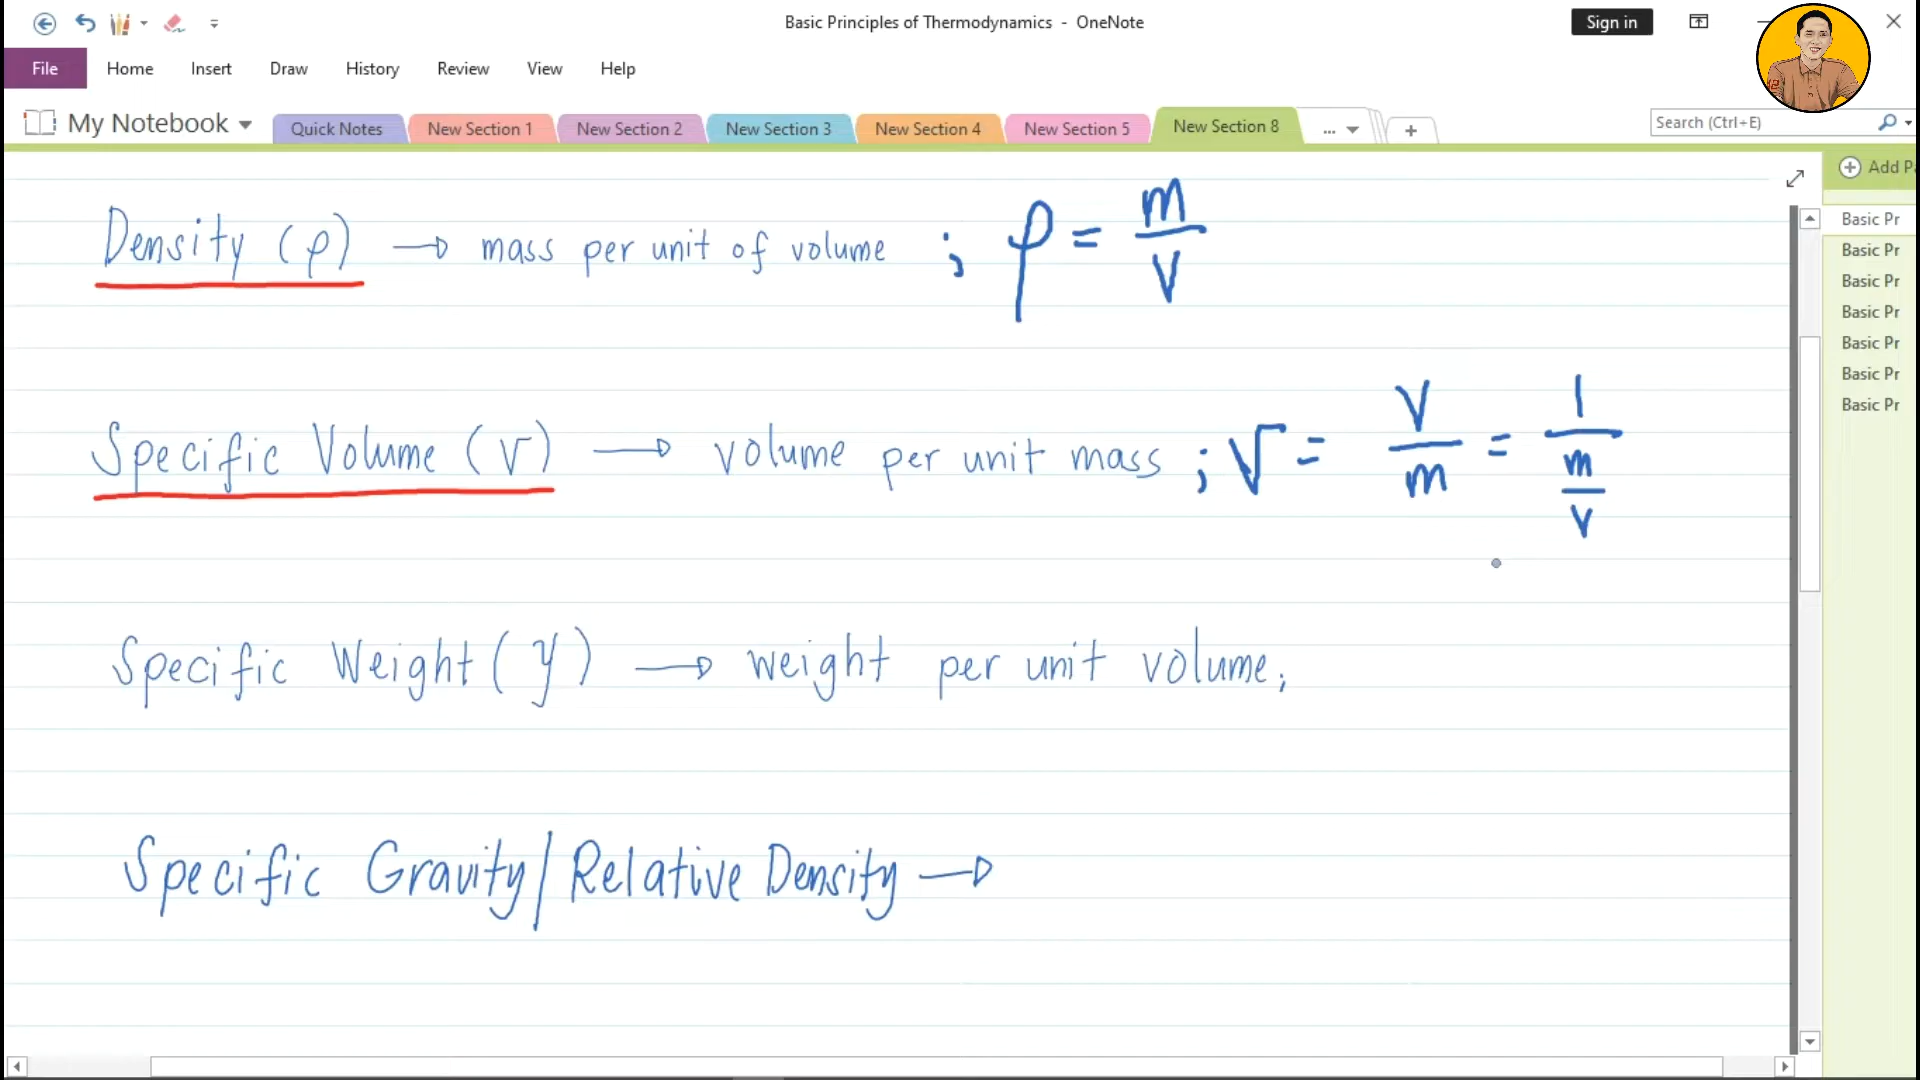 Basic Principles of Thermodynamics - OneNote
Sign in
File Home Insert Draw History Review View Help
My Notebook Quick Notes New Section 1 New Section 2 New Section 3 New Section 4 New Section 5 New Section 8 ... Search (Ctrl+E)
Add P
Basic Pr
Basic Pr
Basic Pr
Basic Pr
Basic Pr
Basic Pr
Basic Pr
Density (ρ) → mass per unit of volume ; ρ = m/V
Specific Volume (v) → volume per unit mass ; v = V/m = 1/(m/V)
Specific Weight (γ) → weight per unit volume;
Specific Gravity/Relative Density →